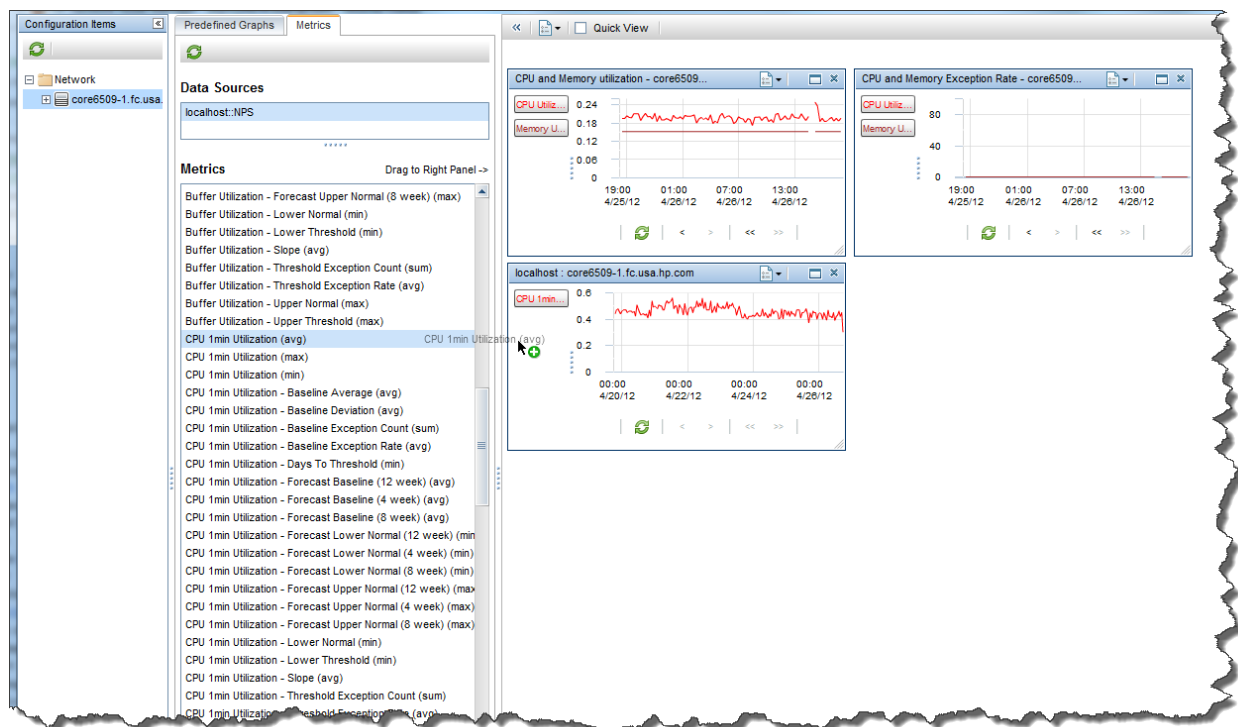 Configuration Items
Network
core6509-1.fc.usa.
Predefined Graphs
Metrics
Data Sources
localhost::NPS
Metrics
Drag to Right Panel ->
Buffer Utilization - Forecast Upper Normal (8 week) (max)
Buffer Utilization - Lower Normal (min)
Buffer Utilization - Lower Threshold (min)
Buffer Utilization - Slope (avg)
Buffer Utilization - Threshold Exception Count (sum)
Buffer Utilization - Threshold Exception Rate (avg)
Buffer Utilization - Upper Normal (max)
Buffer Utilization - Upper Threshold (max)
CPU 1min Utilization (avg)
CPU 1min Utilization (avg)
CPU 1min Utilization (max)
CPU 1min Utilization (min)
CPU 1min Utilization - Baseline Average (avg)
CPU 1min Utilization - Baseline Deviation (avg)
CPU 1min Utilization - Baseline Exception Count (sum)
CPU 1min Utilization - Baseline Exception Rate (avg)
CPU 1min Utilization - Days To Threshold (min)
CPU 1min Utilization - Forecast Baseline (12 week) (avg)
CPU 1min Utilization - Forecast Baseline (4 week) (avg)
CPU 1min Utilization - Forecast Baseline (8 week) (avg)
CPU 1min Utilization - Forecast Lower Normal (12 week) (min
CPU 1min Utilization - Forecast Lower Normal (4 week) (min)
CPU 1min Utilization - Forecast Lower Normal (8 week) (min)
CPU 1min Utilization - Forecast Upper Normal (12 week) (max
CPU 1min Utilization - Forecast Upper Normal (4 week) (max)
CPU 1min Utilization - Forecast Upper Normal (8 week) (max)
CPU 1min Utilization - Lower Normal (min)
CPU 1min Utilization - Lower Threshold (min)
CPU 1min Utilization - Slope (avg)
CPU 1min Utilization - Threshold Exception Count (sum)
Quick View
CPU and Memory utilization - core6509...
CPU Utiliz...
Memory U...
0.24
0.18
0.12
0.06
0
19:00 01:00 07:00 13:00
4/25/12 4/26/12 4/26/12 4/26/12
CPU and Memory Exception Rate - core6509...
CPU Utiliz...
Memory U...
80
40
0
19:00 01:00 07:00 13:00
4/25/12 4/26/12 4/26/12 4/26/12
localhost : core6509-1.fc.usa.hp.com
CPU 1min...
0.6
0.4
0.2
0
00:00 00:00 00:00 00:00
4/20/12 4/22/12 4/24/12 4/26/12